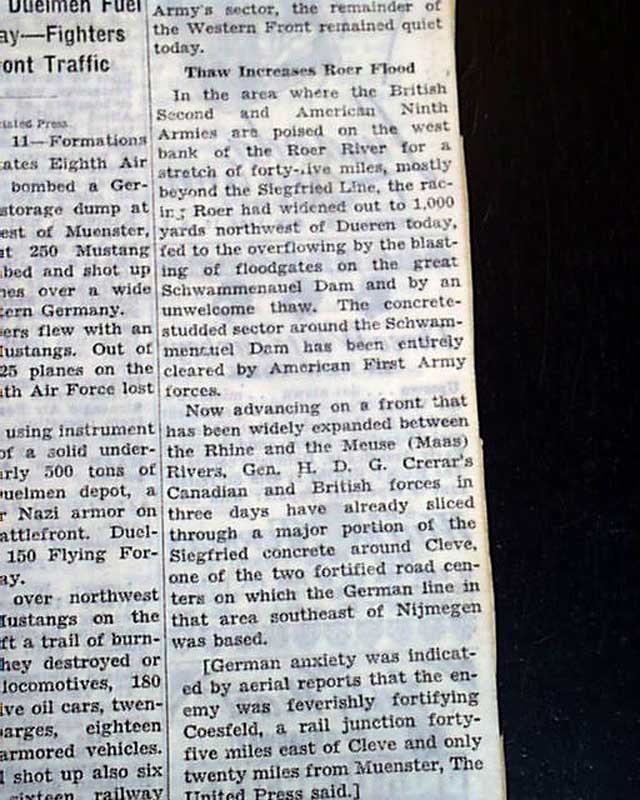 Duelmen Fuel
ay—Fighters
ont Traffic
Press.
11—Formations
ates Eighth Air
bombed a Ger-
storage dump at
est of Muenster,
at 250 Mustang
bed and shot up
nes over a wide
tern Germany.
ers flew with an
Mustangs. Out of
25 planes on the
th Air Force lost
using instrument
of a solid under-
arly 500 tons of
uelmen depot, a
r Nazi armor on
attlefront. Duel-
150 Flying For-
ay.
over northwest
Mustangs on the
ft a trail of burn-
hey destroyed or
locomotives, 180
ive oil cars, twen-
arges, eighteen
armored vehicles.
shot up also six
sixteen railway
Army's sector, the remainder of
the Western Front remained quiet
today.
Thaw Increases Roer Flood
In the area where the British
Second and American Ninth
Armies are poised on the west
bank of the Roer River for a
stretch of forty-five miles, mostly
beyond the Siegfried Line, the rac-
ing Roer had widened out to 1,000
yards northwest of Dueren today,
fed to the overflowing by the blast-
ing of floodgates on the great
Schwammenauel Dam and by an
unwelcome thaw. The concrete-
studded sector around the Schwam-
menauel Dam has been entirely
cleared by American First Army
forces.
Now advancing on a front that
has been widely expanded between
the Rhine and the Meuse (Maas)
Rivers, Gen. H. D. G. Crerar's
Canadian and British forces in
three days have already sliced
through a major portion of the
Siegfried concrete around Cleve,
one of the two fortified road cen-
ters on which the German line in
that area southeast of Nijmegen
was based.
[German anxiety was indicat-
ed by aerial reports that the en-
emy was feverishly fortifying
Coesfeld, a rail junction forty-
five miles east of Cleve and only
twenty miles from Muenster, The
United Press said.]